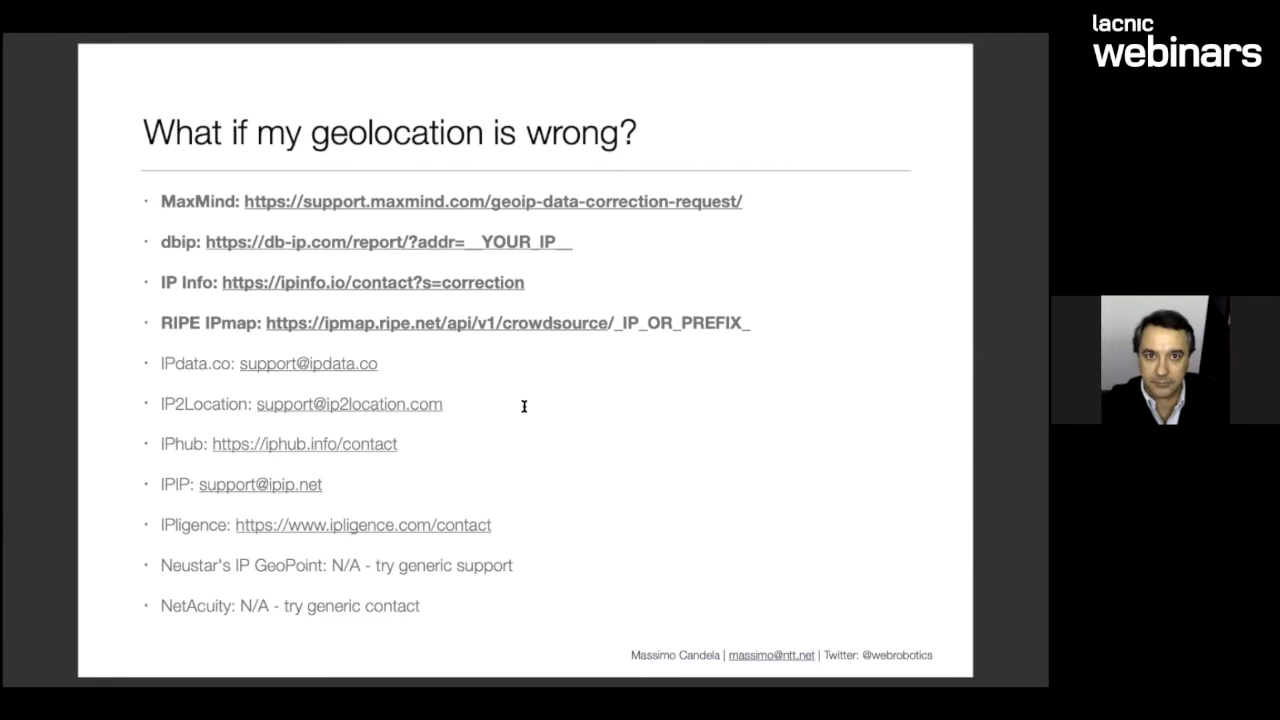 lacnic
webinars
What if my geolocation is wrong?
· MaxMind: https://support.maxmind.com/geoip-data-correction-request/
· dbip: https://db-ip.com/report/?addr=__YOUR_IP__
· IP Info: https://ipinfo.io/contact?s=correction
· RIPE IPmap: https://ipmap.ripe.net/api/v1/crowdsource/_IP_OR_PREFIX_
· IPdata.co: support@ipdata.co
· IP2Location: support@ip2location.com
· IPhub: https://iphub.info/contact
· IPIP: support@ipip.net
· IPligence: https://www.ipligence.com/contact
· Neustar's IP GeoPoint: N/A - try generic support
· NetAcuity: N/A - try generic contact
Massimo Candela | massimo@ntt.net | Twitter: @webrobotics